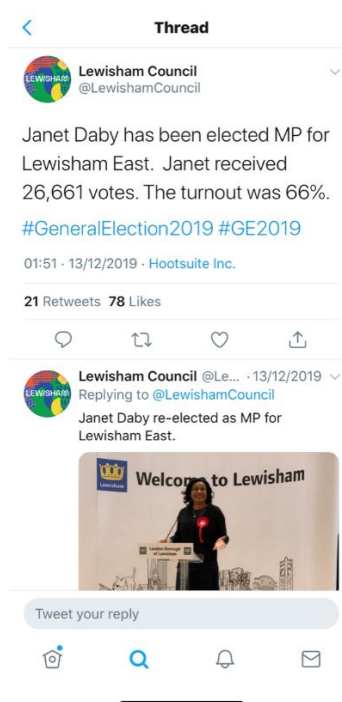 Thread
LEWISHAM
Lewisham Council
@LewishamCouncil
Janet Daby has been elected MP for
Lewisham East. Janet received
26,661 votes. The turnout was 66%.
#GeneralElection2019 #GE2019
01:51 · 13/12/2019 · Hootsuite Inc.
21 Retweets 78 Likes
LEWISHAM
Lewisham Council @Le... · 13/12/2019
Replying to @LewishamCouncil
Janet Daby re-elected as MP for
Lewisham East.
Lewisham
Welcome to Lewisham
London Borough
of Lewisham
Tweet your reply